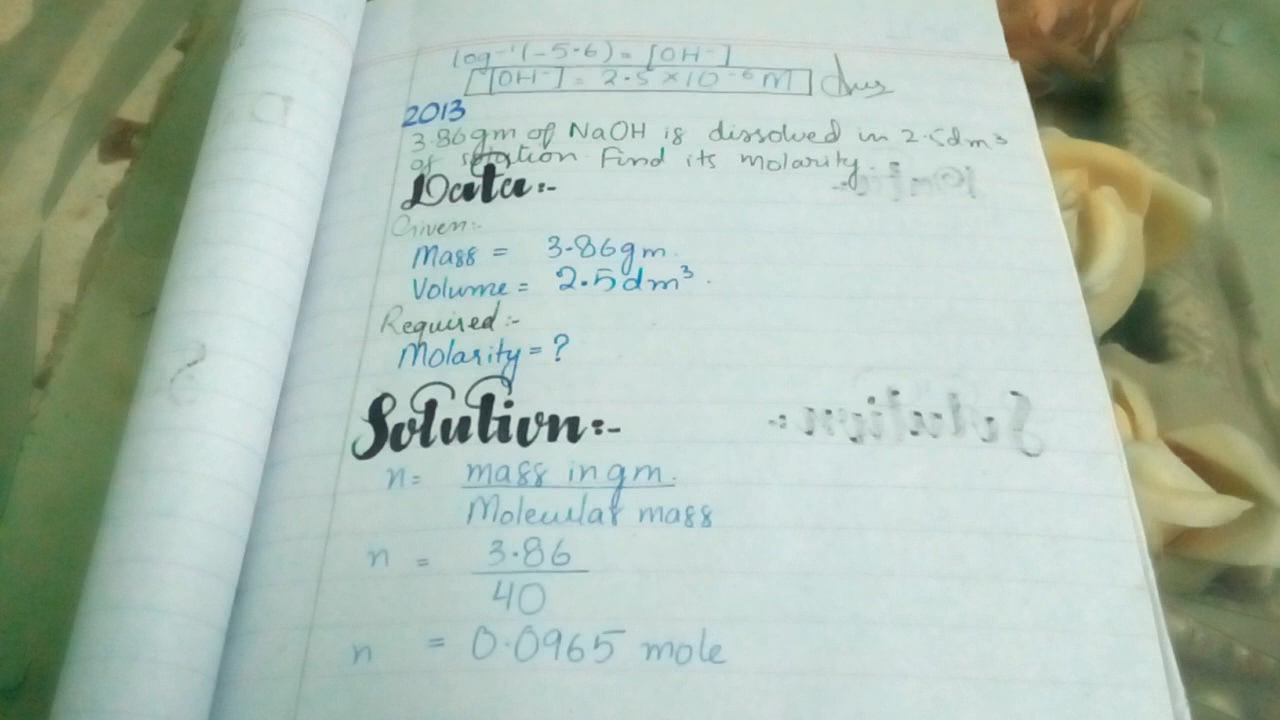 log⁻¹(-5.6) = [OH⁻]
[OH⁻] = 2.5 × 10⁻⁶ M Ans
2013
3.86gm of NaOH is dissolved in 2.5dm³
of solution. Find its molarity.
Data:-
Given:-
Mass = 3.86gm.
Volume = 2.5dm³.
Required:-
Molarity = ?
Solution:-
n = mass in gm.
Molecular mass
n = 3.86
40
n = 0.0965 mole